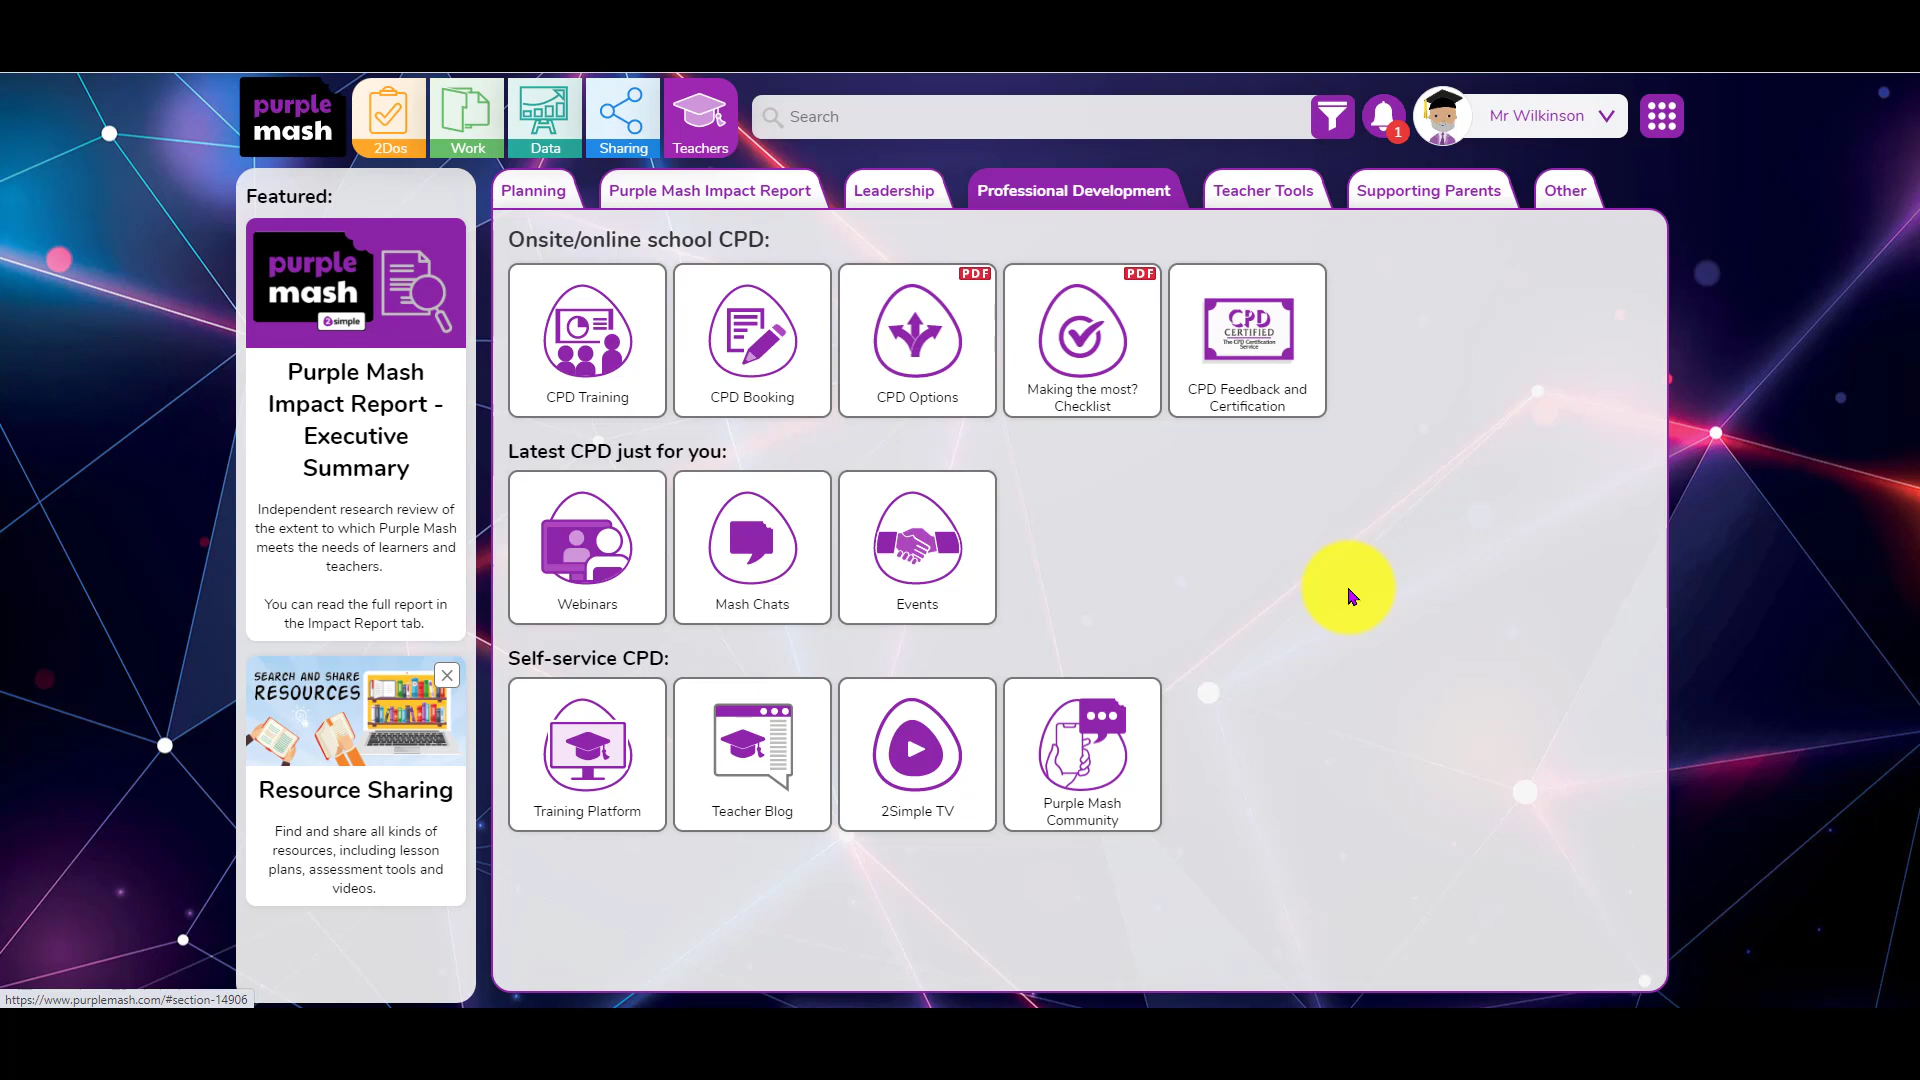 purple
mash
2Dos
Work
Data
Sharing
Teachers
Search
1
Mr Wilkinson
Featured:
purple
mash
2simple
Purple Mash
Impact Report -
Executive
Summary
Independent research review of
the extent to which Purple Mash
meets the needs of learners and
teachers.
You can read the full report in
the Impact Report tab.
SEARCH AND SHARE
RESOURCES
Resource Sharing
Find and share all kinds of
resources, including lesson
plans, assessment tools and
videos.
Planning
Purple Mash Impact Report
Leadership
Professional Development
Teacher Tools
Supporting Parents
Other
Onsite/online school CPD:
CPD Training
CPD Booking
PDF
CPD Options
PDF
Making the most?
Checklist
CPD
CERTIFIED
The CPD Certification
Service
CPD Feedback and
Certification
Latest CPD just for you:
Webinars
Mash Chats
Events
Self-service CPD:
Training Platform
Teacher Blog
2Simple TV
Purple Mash
Community
https://www.purplemash.com/#section-14906